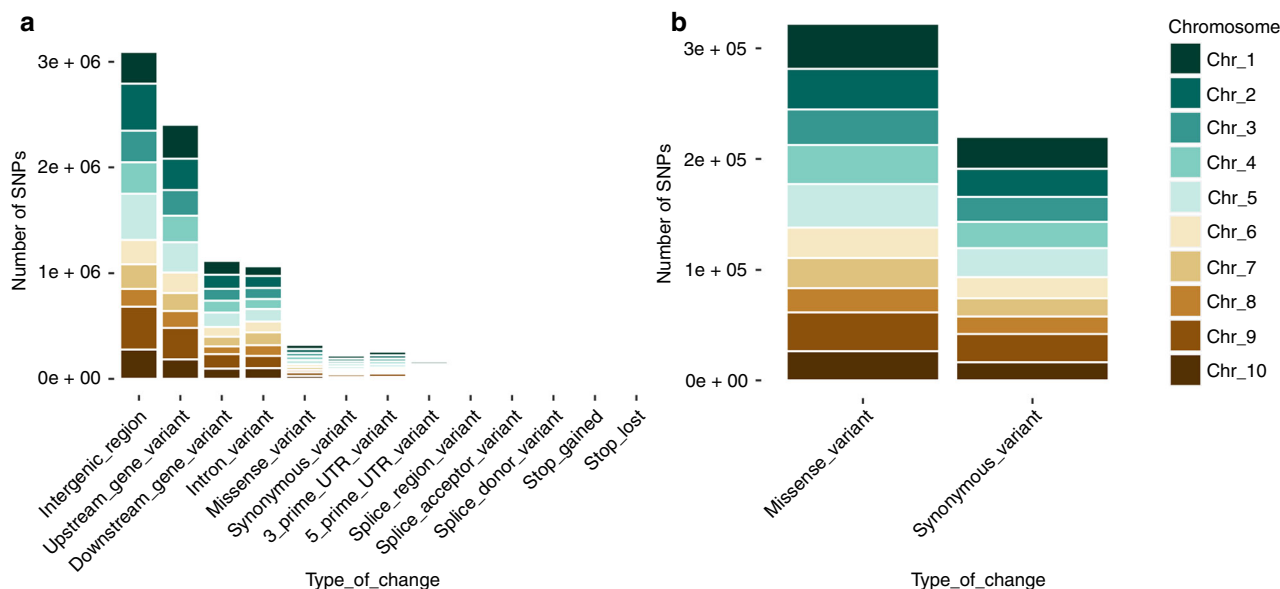 a
Number of SNPs
3e + 06
2e + 06
1e + 06
0e + 00
Intergenic_region
Upstream_gene_variant
Downstream_gene_variant
Intron_variant
Missense_variant
Synonymous_variant
3_prime_UTR_variant
5_prime_UTR_variant
Splice_region_variant
Splice_acceptor_variant
Splice_donor_variant
Stop_gained
Stop_lost
Type_of_change
b
Number of SNPs
3e + 05
2e + 05
1e + 05
0e + 00
Missense_variant
Synonymous_variant
Type_of_change
Chromosome
Chr_1
Chr_2
Chr_3
Chr_4
Chr_5
Chr_6
Chr_7
Chr_8
Chr_9
Chr_10